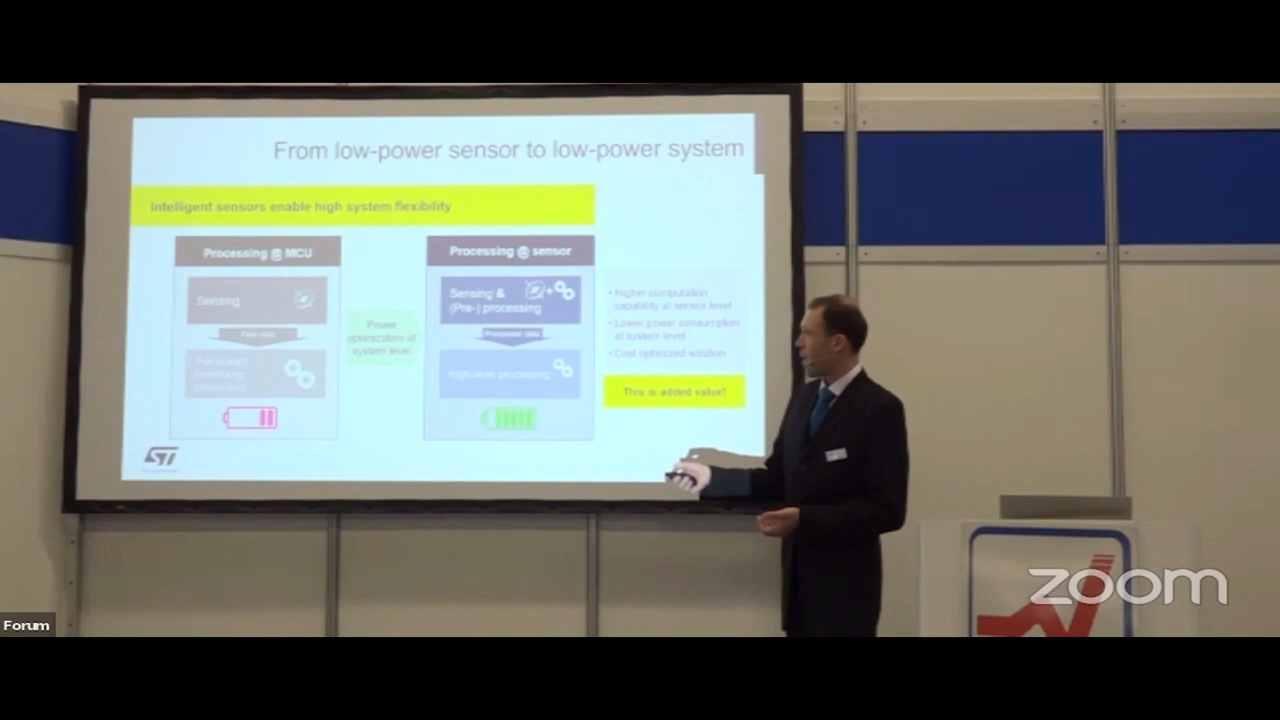 From low-power sensor to low-power system
Intelligent sensors enable high system flexibility
Processing @ MCU
Sensing
Power
optimization at
system level
Processing @ sensor
Sensing &
(Pre-) processing
Processed data
High-level processing
• Higher computation
capability at sensor level
• Lower power consumption
at system level
• Cost optimized solution
This is added value!
ST
zoom
Forum